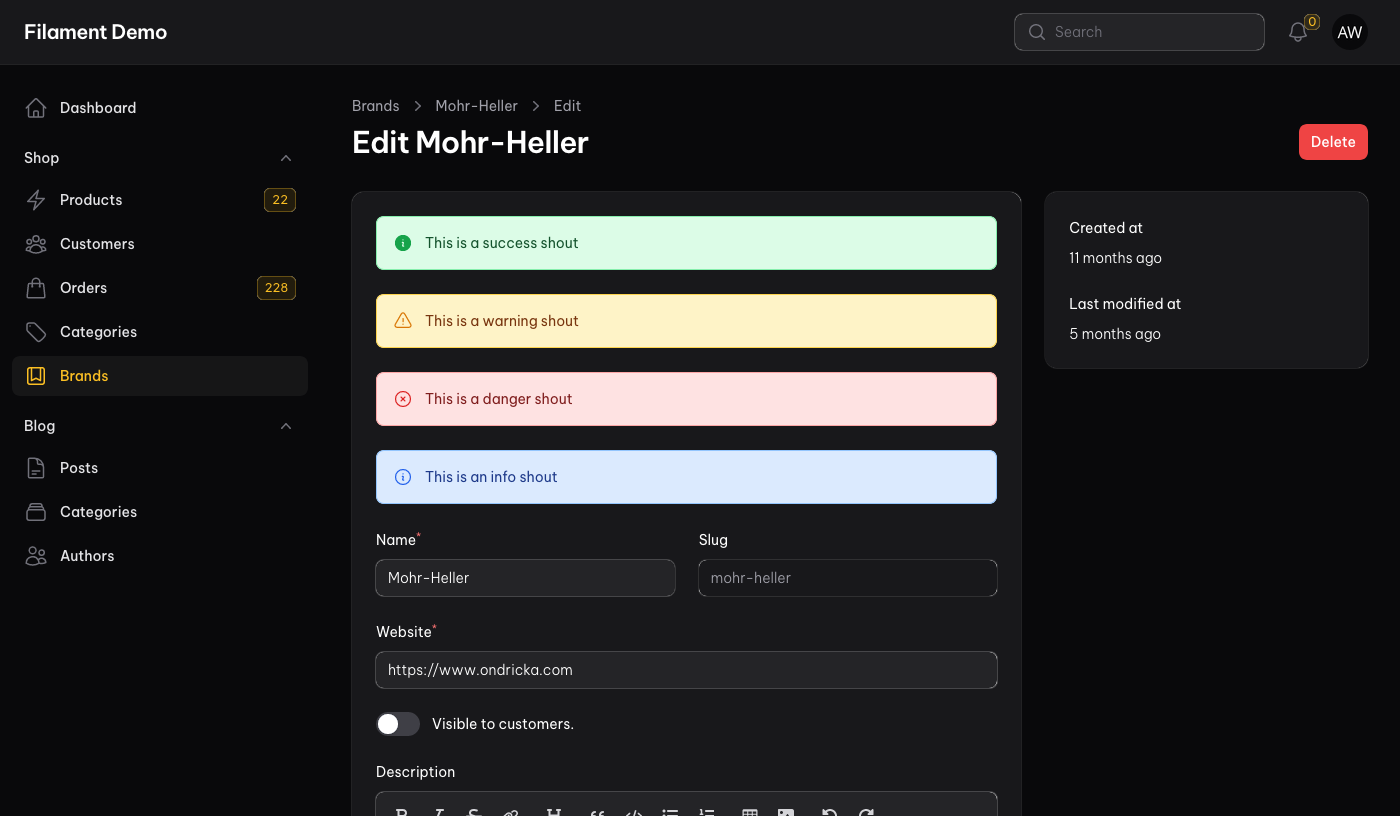 Filament Demo
Search
0
AW
Dashboard
Shop
Products
22
Customers
Orders
228
Categories
Brands
Blog
Posts
Categories
Authors
Brands > Mohr-Heller > Edit
Edit Mohr-Heller
Delete
This is a success shout
This is a warning shout
This is a danger shout
This is an info shout
Name*
Slug
Mohr-Heller
mohr-heller
Website*
https://www.ondricka.com
Visible to customers.
Description
Created at
11 months ago
Last modified at
5 months ago